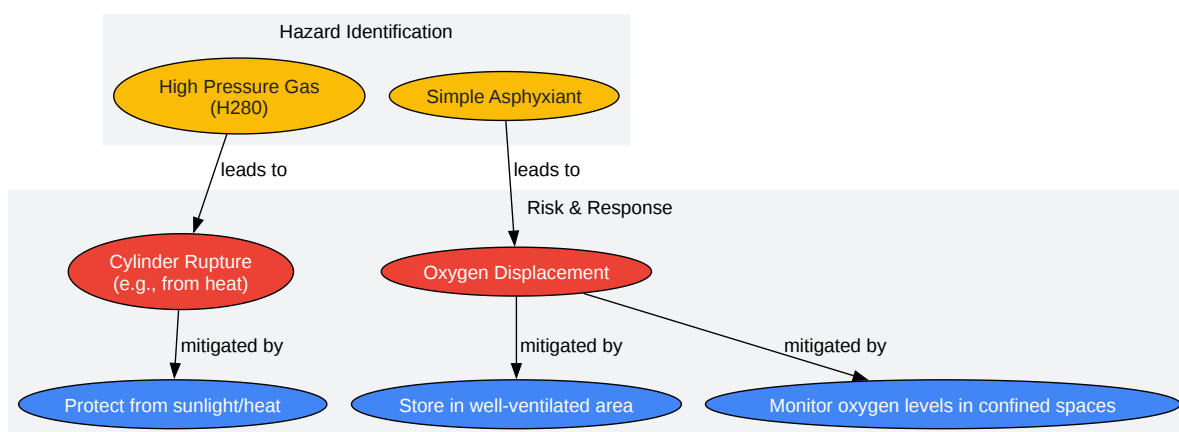 Hazard Identification
High Pressure Gas
(H280)
Simple Asphyxiant
leads to
leads to
Risk & Response
Cylinder Rupture
(e.g., from heat)
Oxygen Displacement
mitigated by
mitigated by
mitigated by
Protect from sunlight/heat
Store in well-ventilated area
Monitor oxygen levels in confined spaces